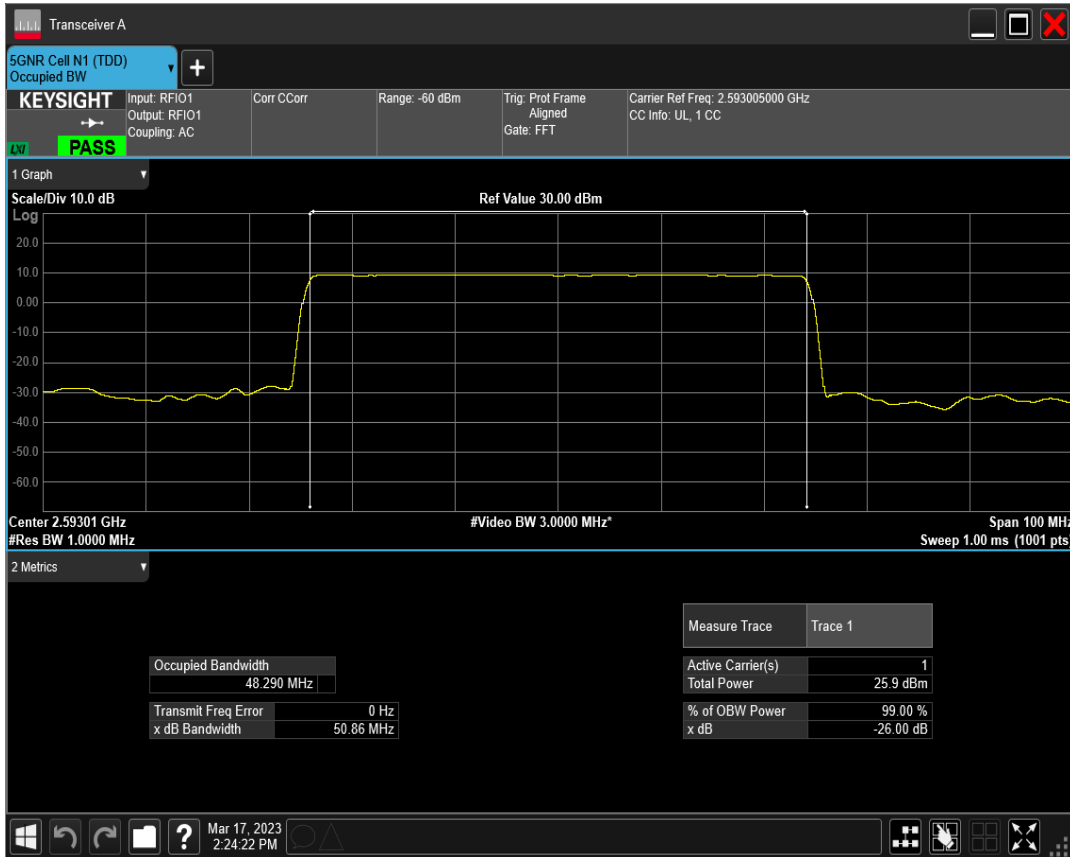 Transceiver A
5GNR Cell N1 (TDD)
Occupied BW
+
KEYSIGHT
LXI
PASS
Input: RFIO1
Output: RFIO1
Coupling: AC
Corr CCorr
Range: -60 dBm
Trig: Prot Frame
Aligned
Gate: FFT
Carrier Ref Freq: 2.593005000 GHz
CC Info: UL, 1 CC
1 Graph
Scale/Div 10.0 dB
Ref Value 30.00 dBm
Log
20.0
10.0
0.00
-10.0
-20.0
-30.0
-40.0
-50.0
-60.0
Center 2.59301 GHz
#Video BW 3.0000 MHz*
Span 100 MHz
#Res BW 1.0000 MHz
Sweep 1.00 ms (1001 pts)
2 Metrics
Measure Trace Trace 1
Occupied Bandwidth
48.290 MHz
Active Carrier(s) 1
Total Power 25.9 dBm
Transmit Freq Error 0 Hz
x dB Bandwidth 50.86 MHz
% of OBW Power 99.00 %
x dB -26.00 dB
?
Mar 17, 2023
2:24:22 PM